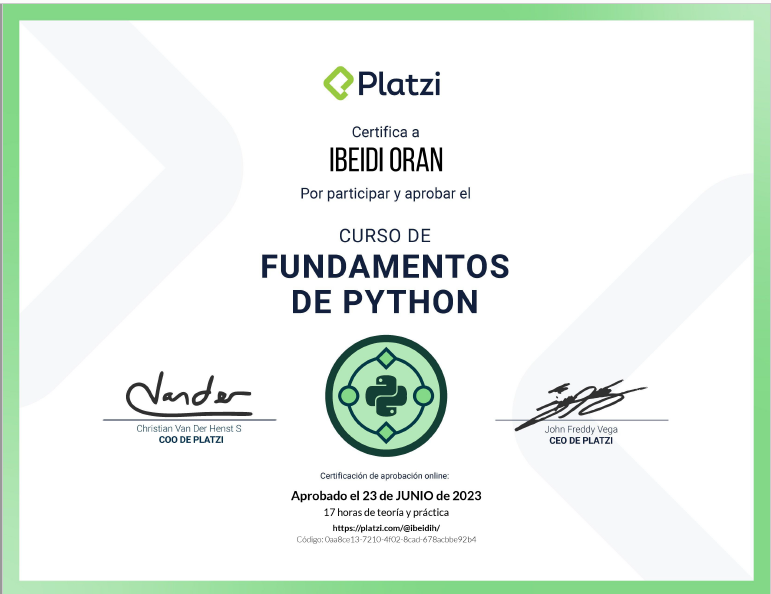 Platzi
Certifica a
IBEIDI ORAN
Por participar y aprobar el
CURSO DE
FUNDAMENTOS
DE PYTHON
Vander
Christian Van Der Henst S
COO DE PLATZI
John Freddy Vega
CEO DE PLATZI
Certificación de aprobación online:
Aprobado el 23 de JUNIO de 2023
17 horas de teoría y práctica
https://platzi.com/@ibeidih/
Código: 0aa8ce13-7210-4f02-8cad-678acbbe92b4